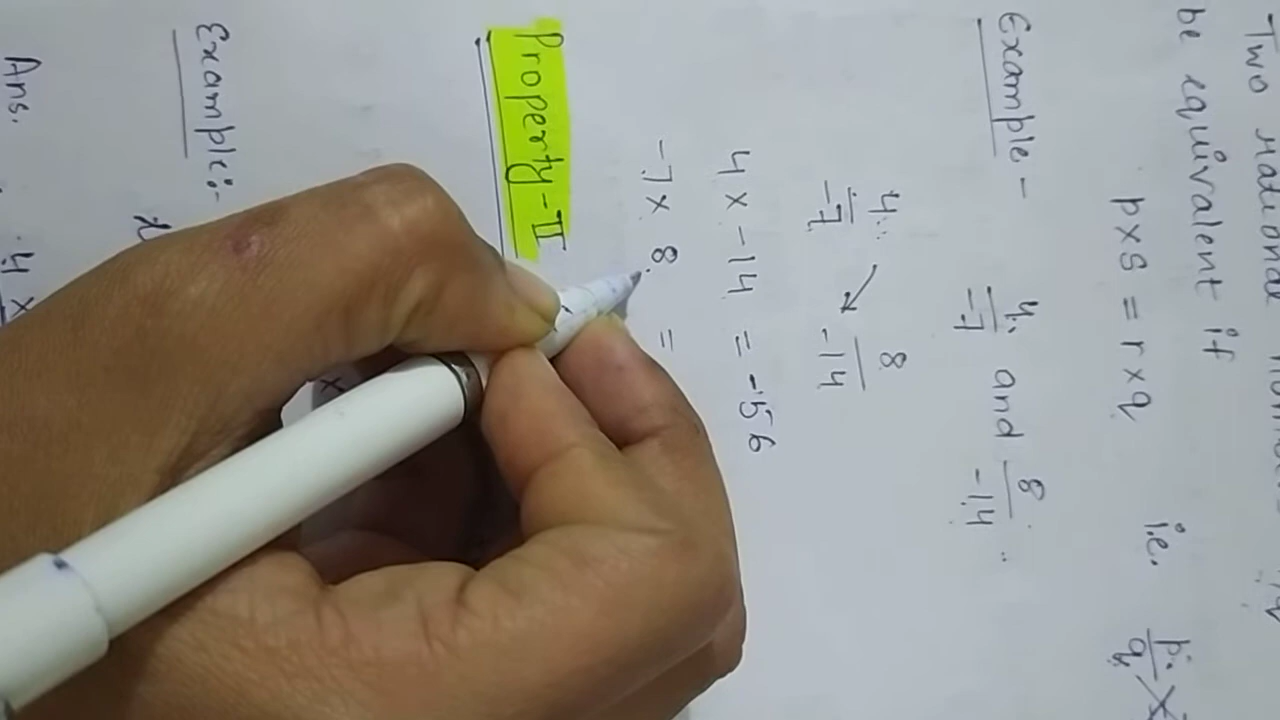 Two rational
be equivalent if
p×s = r×q i.e. p/q
Example - 4/-7 and 8/-14
4/-7 ↘ 8/-14
4 × -14 = -56
-7 × 8 =
Property-II
Example:-
Ans. 4 ×